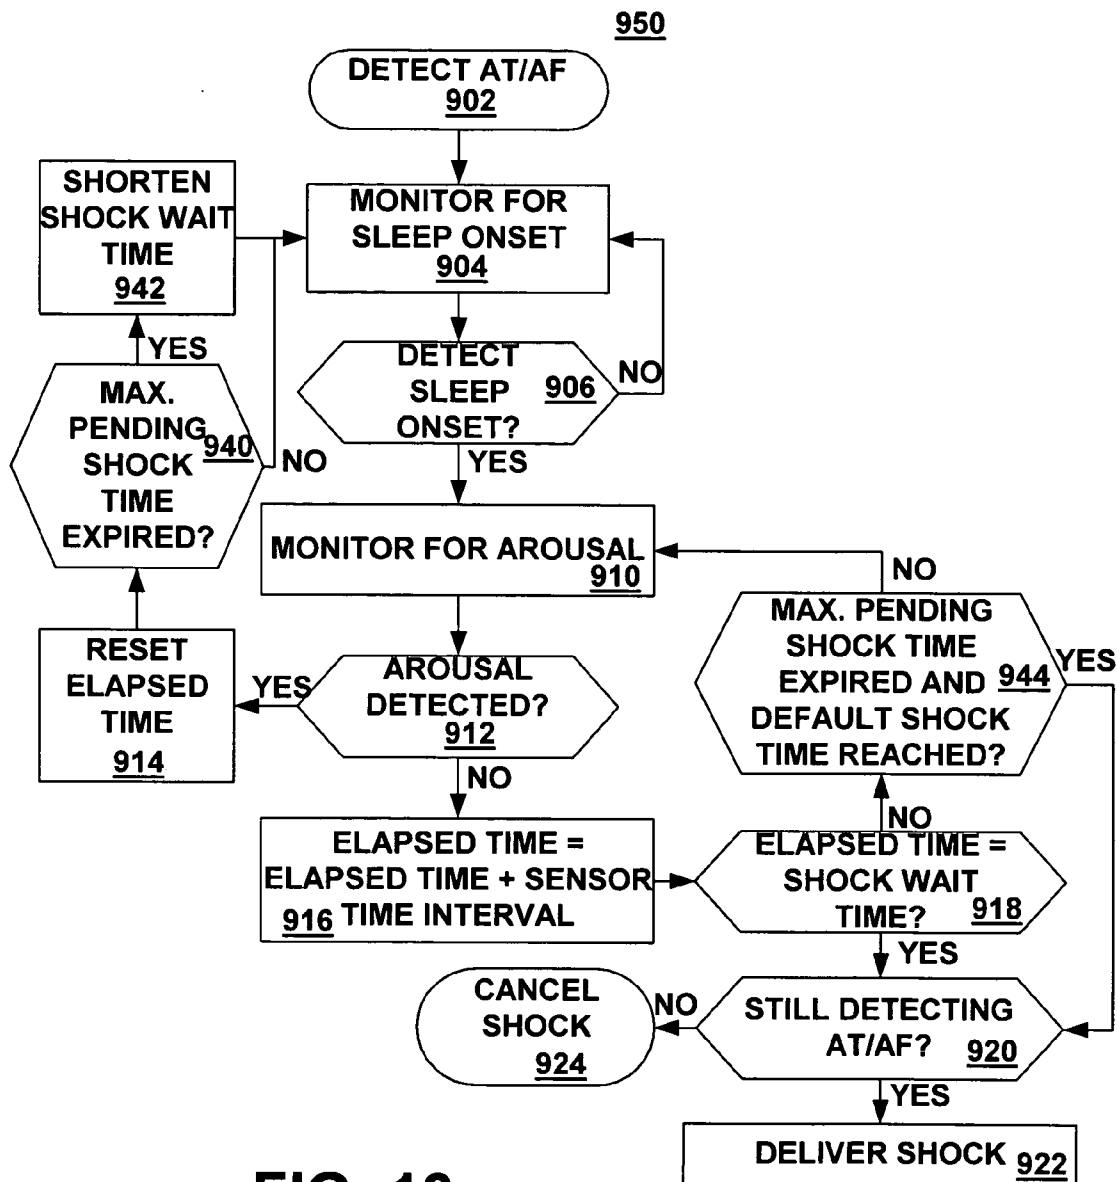 950
DETECT AT/AF
902
SHORTEN
SHOCK WAIT
TIME
942
MONITOR FOR
SLEEP ONSET
904
YES
DETECT
SLEEP
ONSET?
906
NO
MAX.
PENDING
SHOCK
TIME
EXPIRED?
940
NO
YES
MONITOR FOR AROUSAL
910
NO
MAX. PENDING
SHOCK TIME
EXPIRED AND
DEFAULT SHOCK
TIME REACHED?
944
YES
RESET
ELAPSED
TIME
914
YES
AROUSAL
DETECTED?
912
NO
NO
ELAPSED TIME =
ELAPSED TIME + SENSOR
TIME INTERVAL
916
ELAPSED TIME =
SHOCK WAIT
TIME?
918
YES
CANCEL
SHOCK
924
NO
STILL DETECTING
AT/AF?
920
YES
DELIVER SHOCK
922